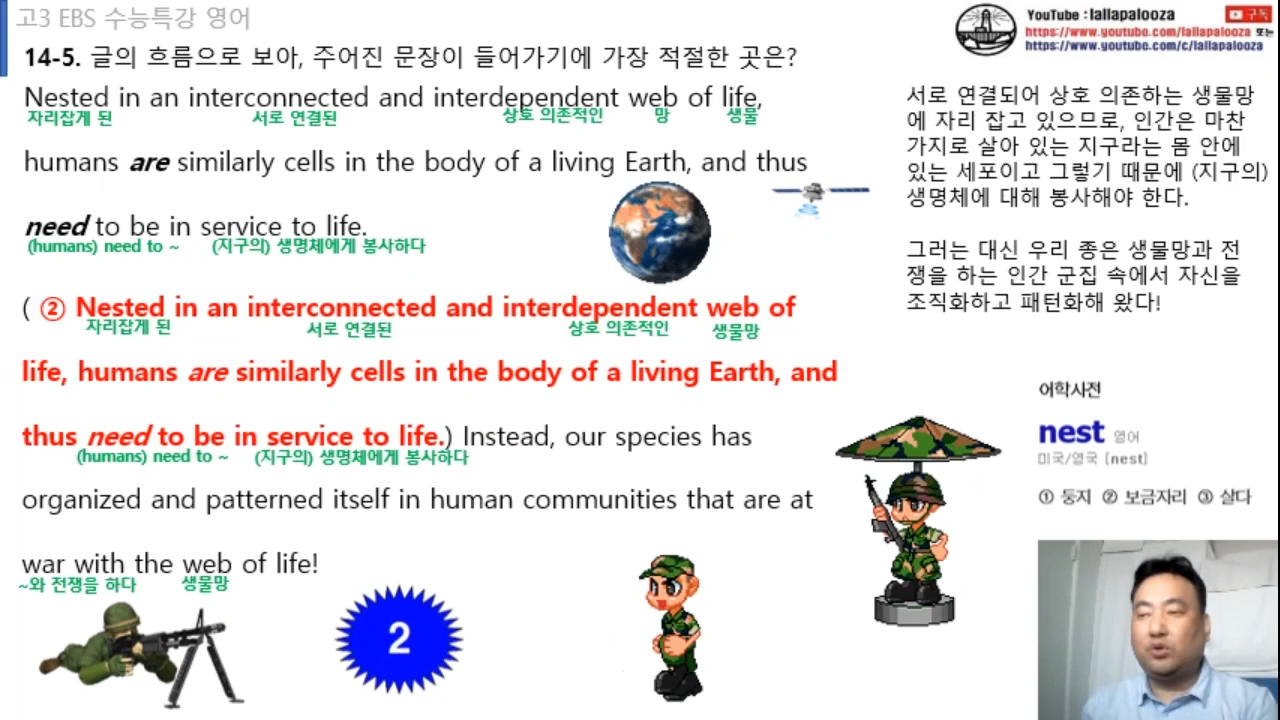 고3 EBS 수능특강 영어
YouTube : lallapalooza
구독
https://www.youtube.com/lallapalooza 또는
https://www.youtube.com/c/lallapalooza
14-5. 글의 흐름으로 보아, 주어진 문장이 들어가기에 가장 적절한 곳은?
Nested in an interconnected and interdependent web of life,
자리잡게 된 서로 연결된 상호 의존적인 망 생물
humans are similarly cells in the body of a living Earth, and thus
need to be in service to life.
(humans) need to ~ (지구의) 생명체에게 봉사하다
( ② Nested in an interconnected and interdependent web of
자리잡게 된 서로 연결된 상호 의존적인 생물망
life, humans are similarly cells in the body of a living Earth, and
thus need to be in service to life.) Instead, our species has
(humans) need to ~ (지구의) 생명체에게 봉사하다
organized and patterned itself in human communities that are at
war with the web of life!
~와 전쟁을 하다 생물망
2
서로 연결되어 상호 의존하는 생물망
에 자리 잡고 있으므로, 인간은 마찬
가지로 살아 있는 지구라는 몸 안에
있는 세포이고 그렇기 때문에 (지구의)
생명체에 대해 봉사해야 한다.
그러는 대신 우리 종은 생물망과 전
쟁을 하는 인간 군집 속에서 자신을
조직화하고 패턴화해 왔다!
어학사전
nest 영어
미국/영국 [nest]
① 둥지 ② 보금자리 ③ 살다